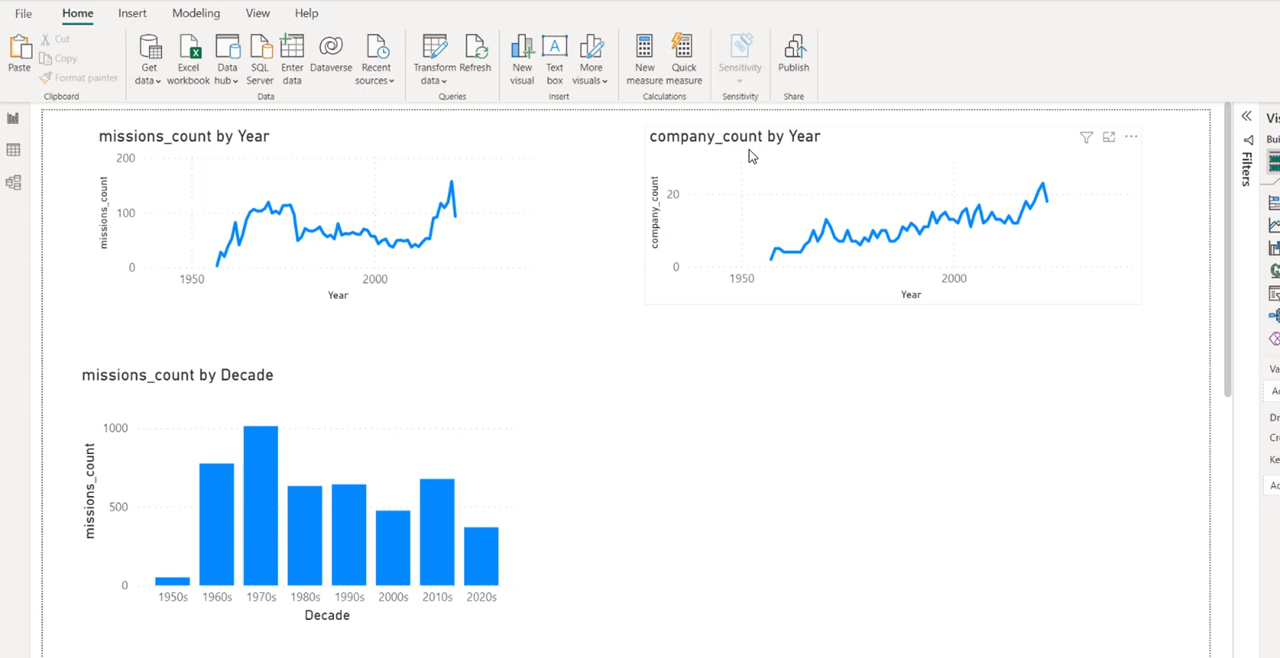 File Home Insert Modeling View Help
Paste Cut Copy Format painter
Clipboard
Get data Excel workbook Data hub SQL Server Enter data Dataverse Recent sources
Data
Transform data Refresh
Queries
New visual Text box More visuals
Insert
New measure Quick measure
Calculations
Sensitivity
Sensitivity
Publish
Share
missions_count by Year
200
100
0
missions_count
1950 2000
Year
company_count by Year
20
0
company_count
1950 2000
Year
missions_count by Decade
1000
500
0
missions_count
1950s 1960s 1970s 1980s 1990s 2000s 2010s 2020s
Decade
Filters